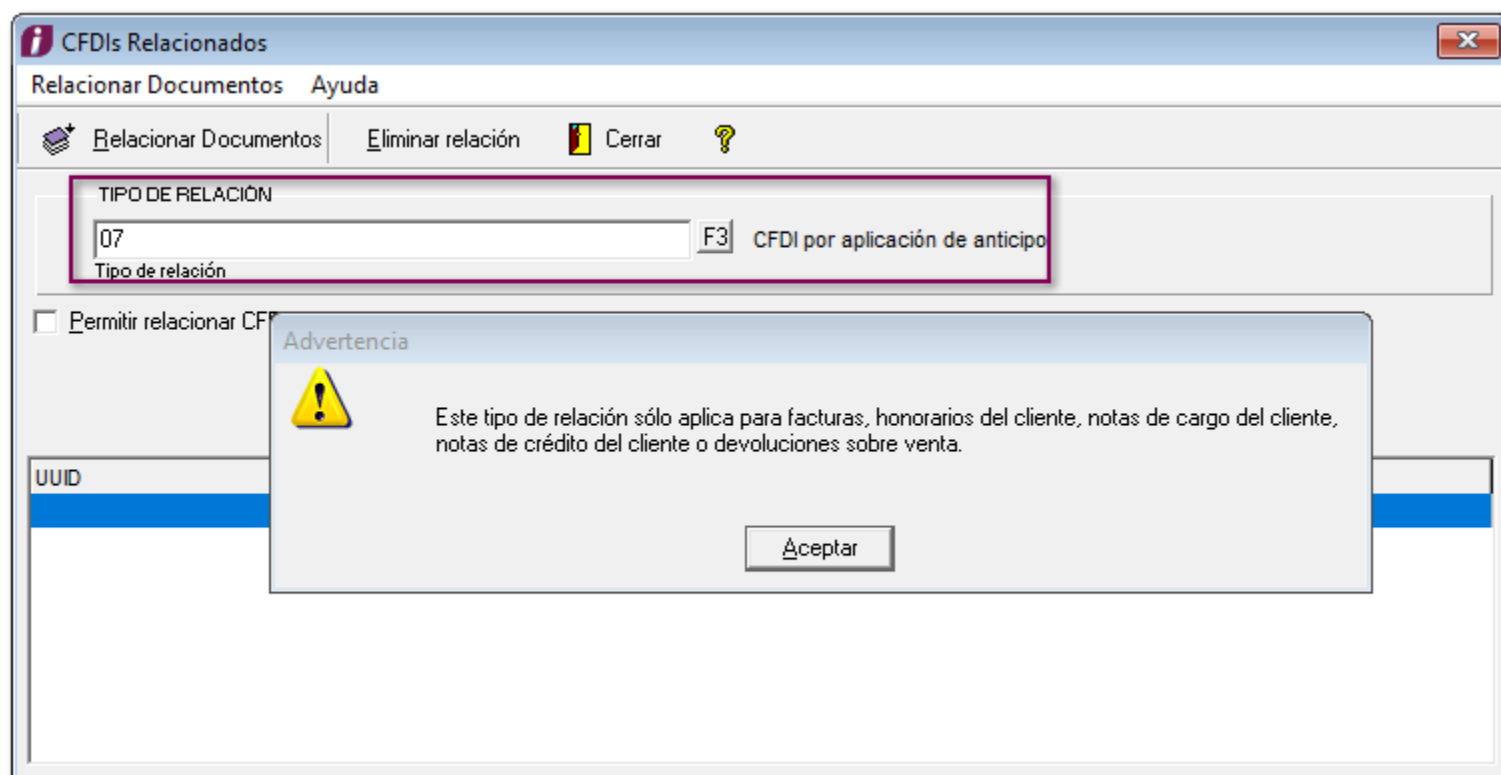 CFDIs Relacionados
Relacionar Documentos Ayuda
Relacionar Documentos Eliminar relación Cerrar
TIPO DE RELACIÓN
07 F3 CFDI por aplicación de anticipo
Tipo de relación
Permitir relacionar
Advertencia
Este tipo de relación sólo aplica para facturas, honorarios del cliente, notas de cargo del cliente,
notas de crédito del cliente o devoluciones sobre venta.
UUID
Aceptar